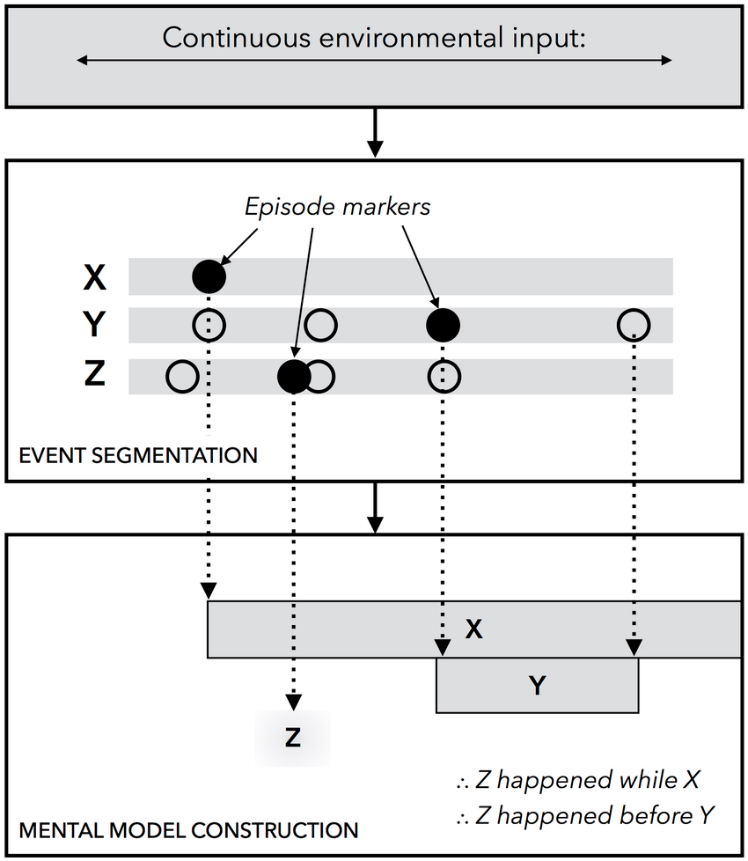 Continuous environmental input:
Episode markers
X
Y
Z
EVENT SEGMENTATION
X
Y
Z
∴ Z happened while X
∴ Z happened before Y
MENTAL MODEL CONSTRUCTION